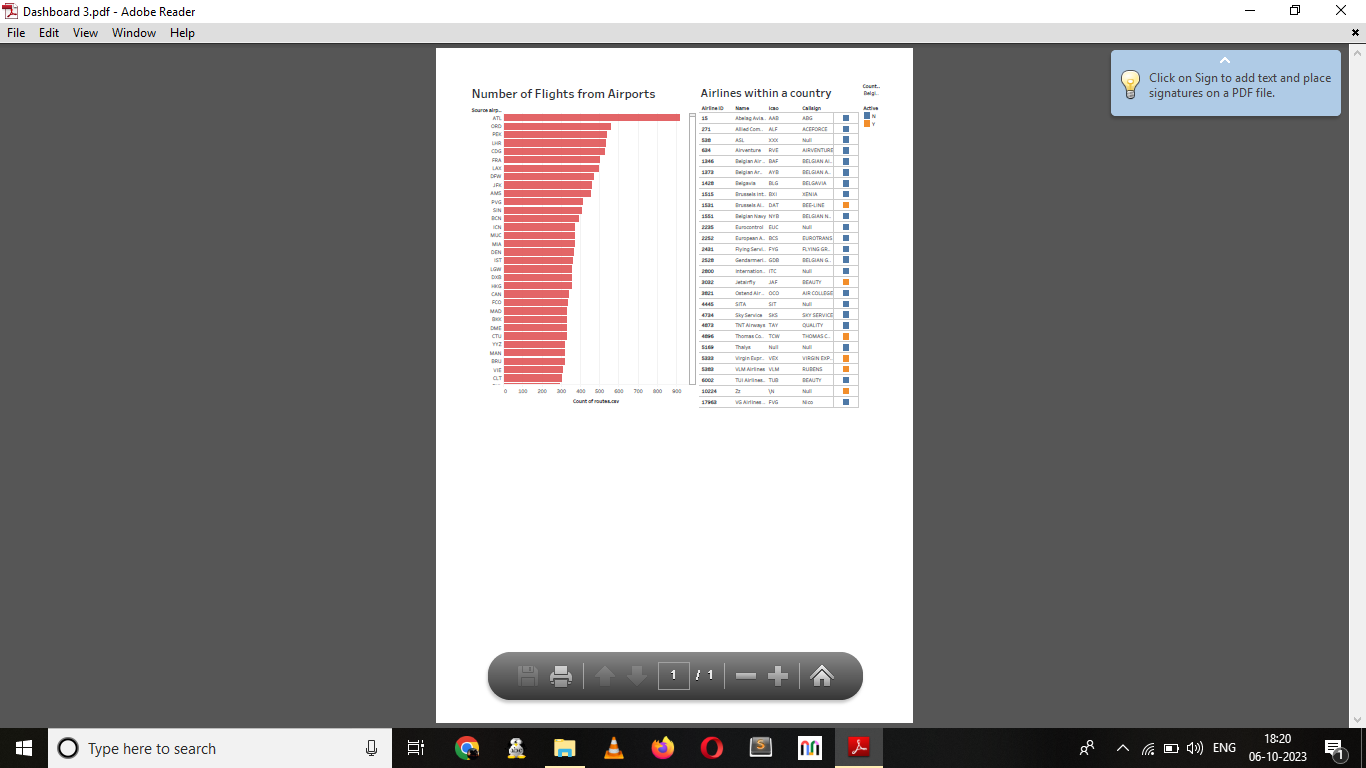 Dashboard 3.pdf - Adobe Reader
File Edit View Window Help
Click on Sign to add text and place
signatures on a PDF file.
Number of Flights from Airports
Source airp..
ATL
ORD
PEK
LHR
CDG
FRA
LAX
DFW
JFK
AMS
PVG
SIN
BCN
ICN
MUC
MIA
DEN
IST
LGW
DXB
HKG
CAN
FCO
MAD
BKK
DME
CTU
YYZ
MAN
BRU
VIE
CLT
0 100 200 300 400 500 600 700 800 900
Count of routes.csv
Airlines within a country
Airline ID Name Icao Callsign
15 Abelag Avia.. AAB ABG
271 Allied Com.. ALF ACEFORCE
538 ASL XXX Null
634 Airventure RVE AIRVENTURE
1346 Belgian Air .. BAF BELGIAN AI..
1373 Belgian Ar.. AYB BELGIAN A..
1428 Belgavia BLG BELGAVIA
1515 Brussels Int.. BXI XENIA
1531 Brussels Ai.. DAT BEE-LINE
1551 Belgian Navy NYB BELGIAN N..
2235 Eurocontrol EUC Null
2252 European A.. BCS EUROTRANS
2431 Flying Servi.. FYG FLYING GR..
2528 Gendarmeri.. GDB BELGIAN G..
2800 Internation.. ITC Null
3032 Jetairfly JAF BEAUTY
3821 Ostend Air .. OCO AIR COLLEGE
4445 SITA SIT Null
4734 Sky Service SKS SKY SERVICE
4873 TNT Airways TAY QUALITY
4896 Thomas Co.. TCW THOMAS C..
5169 Thalys Null Null
5333 Virgin Expr.. VEX VIRGIN EXP..
5383 VLM Airlines VLM RUBENS
6002 TUI Airlines.. TUB BEAUTY
10224 Zz \N Null
17963 VG Airlines .. FVG Nico
Count..
Belgi..
Active
N
Y
1 / 1
Type here to search
ENG
18:20
06-10-2023
1